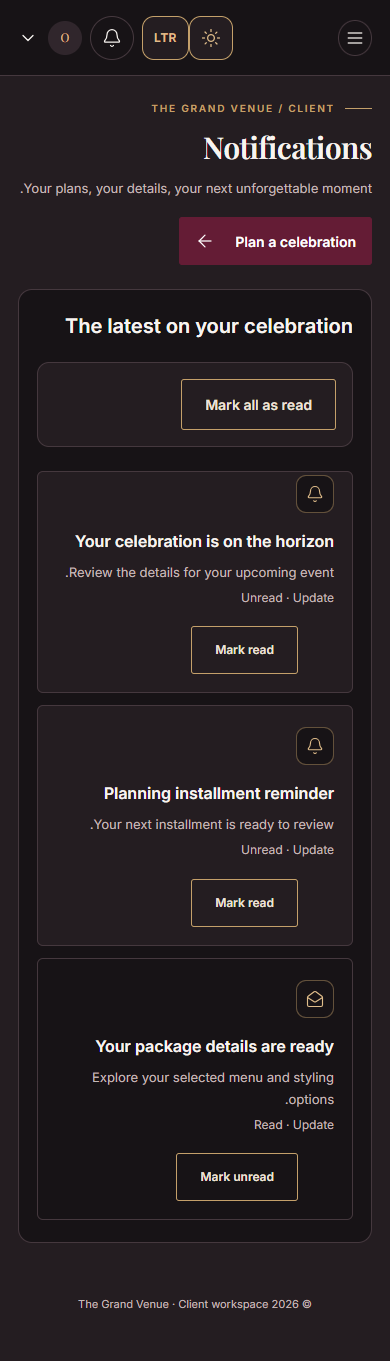 O
LTR
THE GRAND VENUE / CLIENT
Notifications
.Your plans, your details, your next unforgettable moment
Plan a celebration
The latest on your celebration
Mark all as read
Your celebration is on the horizon
.Review the details for your upcoming event
Unread · Update
Mark read
Planning installment reminder
.Your next installment is ready to review
Unread · Update
Mark read
Your package details are ready
Explore your selected menu and styling
.options
Read · Update
Mark unread
The Grand Venue · Client workspace 2026 ©